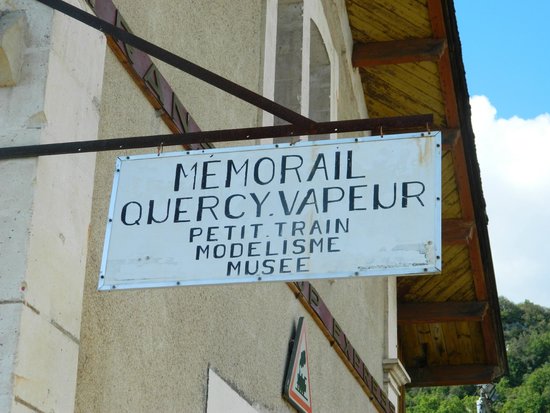 MÉMORAIL
QUERCY.VAPEUR
PETIT.TRAIN
MODELISME
MUSEE